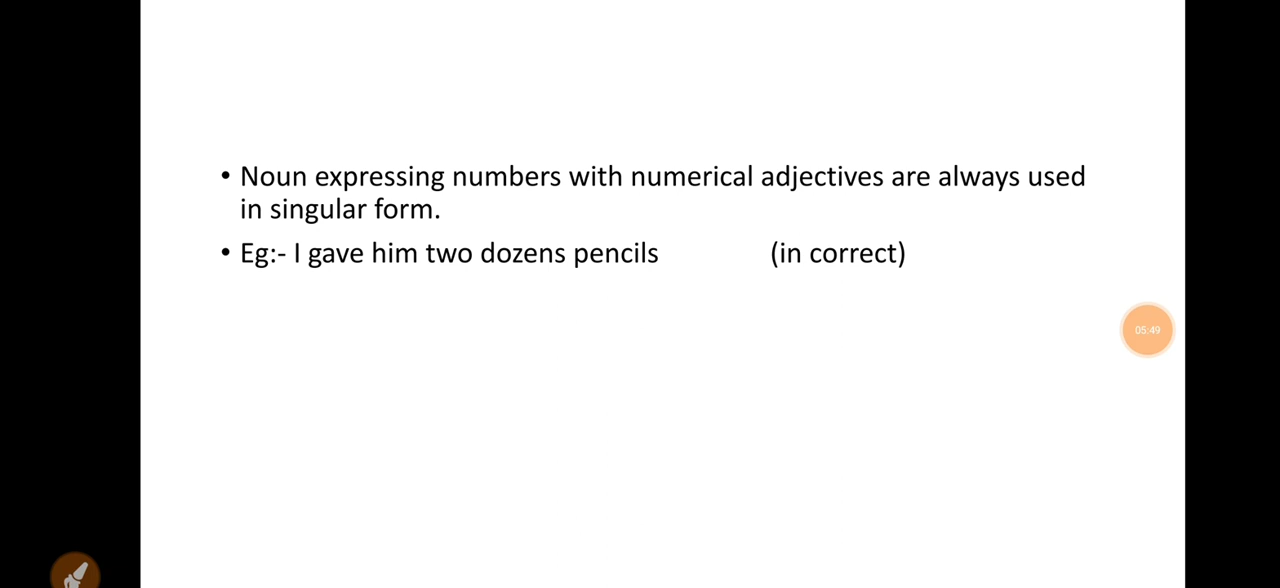 • Noun expressing numbers with numerical adjectives are always used
in singular form.
• Eg:- I gave him two dozens pencils (in correct)
05:49